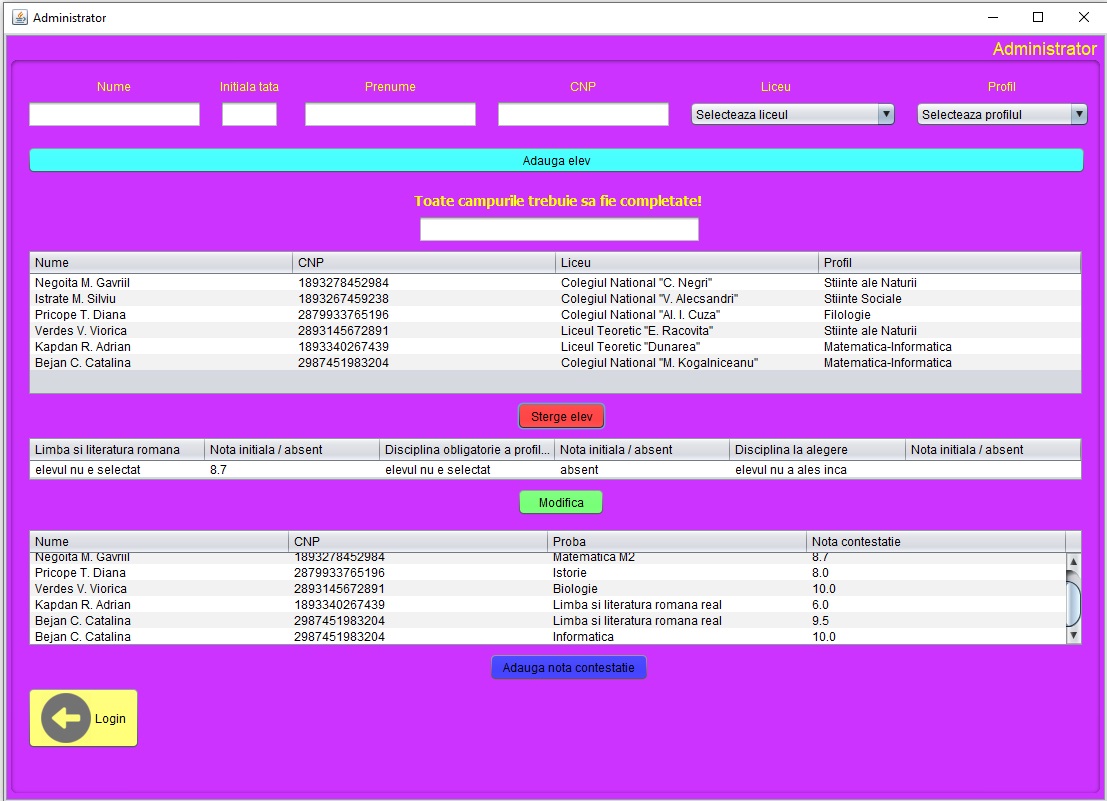 Administrator
Administrator
Nume Initiala tata Prenume CNP Liceu Profil
Selecteaza liceul Selecteaza profilul
Adauga elev
Toate campurile trebuie sa fie completate!
Nume CNP Liceu Profil
Negoita M. Gavriil 1893278452984 Colegiul National "C. Negri" Stiinte ale Naturii
Istrate M. Silviu 1893267459238 Colegiul National "V. Alecsandri" Stiinte Sociale
Pricope T. Diana 2879933765196 Colegiul National "Al. I. Cuza" Filologie
Verdes V. Viorica 2893145672891 Liceul Teoretic "E. Racovita" Stiinte ale Naturii
Kapdan R. Adrian 1893340267439 Liceul Teoretic "Dunarea" Matematica-Informatica
Bejan C. Catalina 2987451983204 Colegiul National "M. Kogalniceanu" Matematica-Informatica
Sterge elev
Limba si literatura romana Nota initiala / absent Disciplina obligatorie a profil... Nota initiala / absent Disciplina la alegere Nota initiala / absent
elevul nu e selectat 8.7 elevul nu e selectat absent elevul nu a ales inca
Modifica
Nume CNP Proba Nota contestatie
Negoita M. Gavriil 1893278452984 Matematica M2 8.7
Pricope T. Diana 2879933765196 Istorie 8.0
Verdes V. Viorica 2893145672891 Biologie 10.0
Kapdan R. Adrian 1893340267439 Limba si literatura romana real 6.0
Bejan C. Catalina 2987451983204 Limba si literatura romana real 9.5
Bejan C. Catalina 2987451983204 Informatica 10.0
Adauga nota contestatie
Login